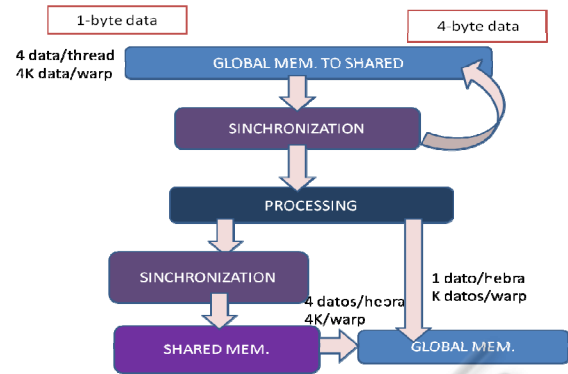 1-byte data
4-byte data
4 data/thread
4K data/warp
GLOBAL MEM. TO SHARED
SINCHRONIZATION
PROCESSING
SINCHRONIZATION
1 dato/hebra
K datos/warp
4 datos/hebra
4K/warp
SHARED MEM.
GLOBAL MEM.